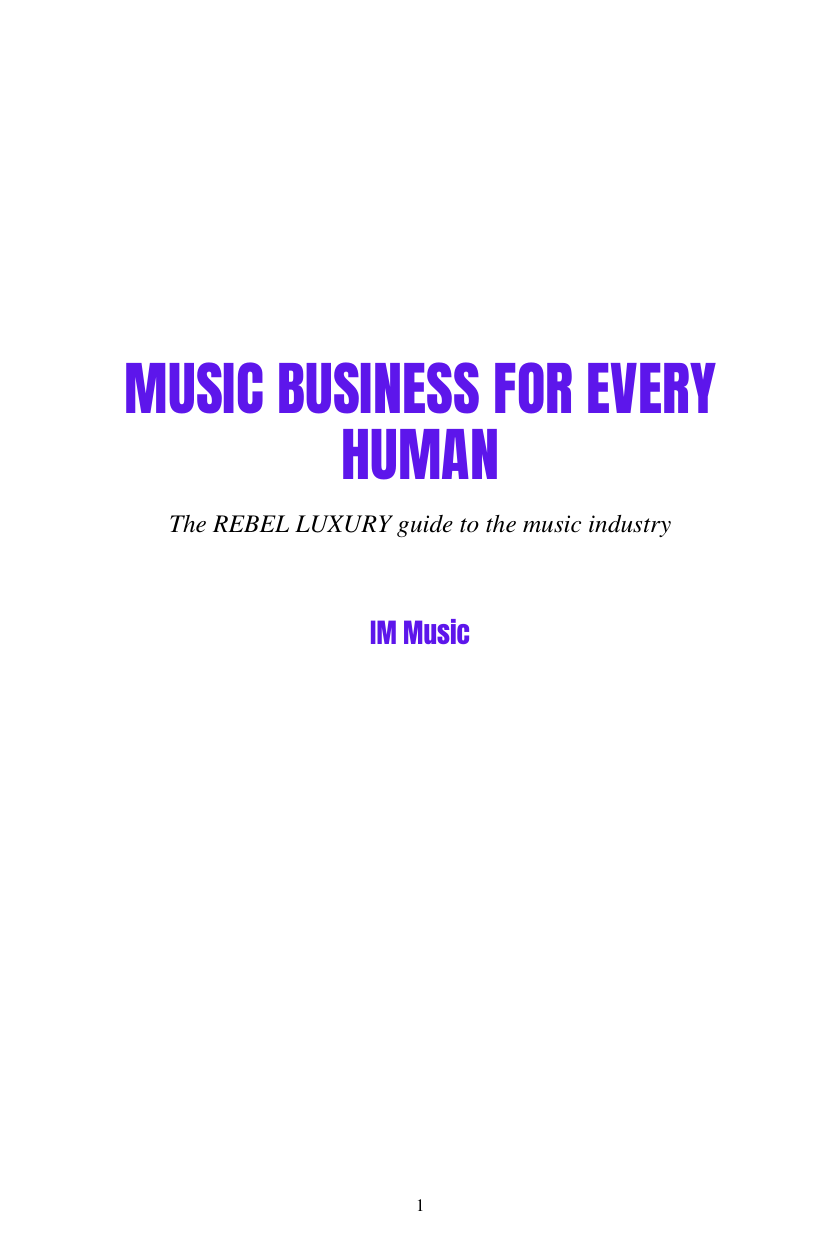 MUSIC BUSINESS FOR EVERY
HUMAN
The REBEL LUXURY guide to the music industry
IM Music
1